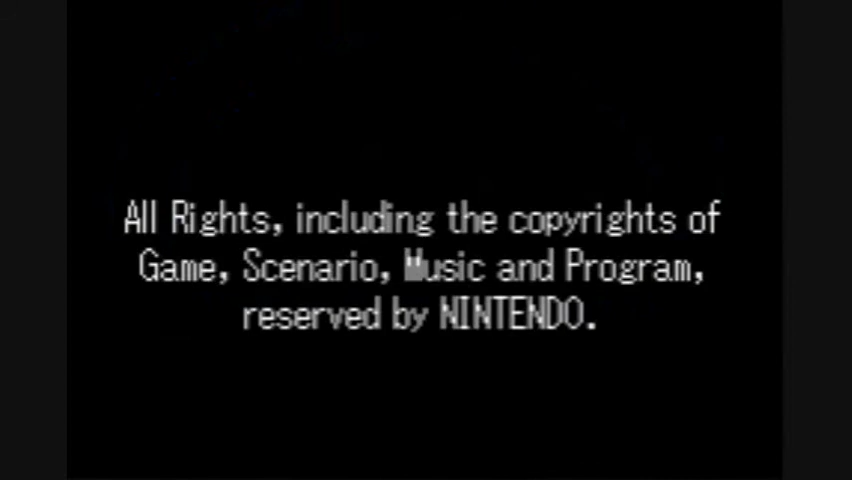 All Rights, including the copyrights of
Game, Scenario, Music and Program,
reserved by NINTENDO.